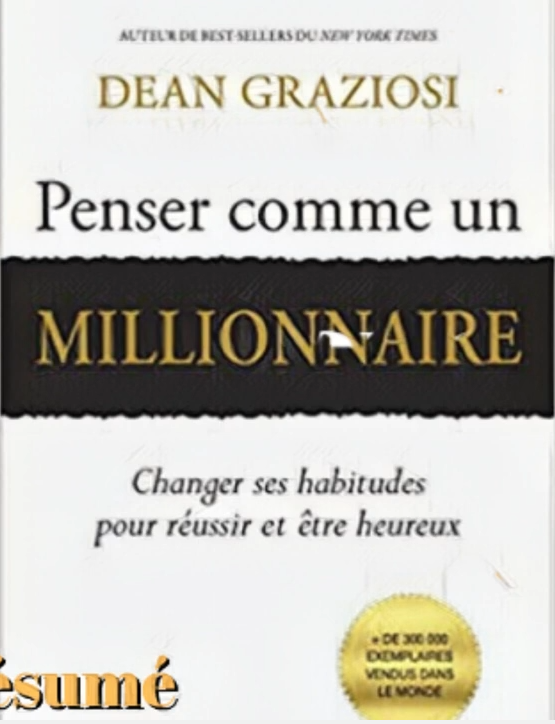 AUTEUR DE BEST-SELLERS DU NEW YORK TIMES
DEAN GRAZIOSI
Penser comme un
MILLIONNAIRE
Changer ses habitudes
pour réussir et être heureux
+ DE 300 000
EXEMPLAIRES
VENDUS DANS
LE MONDE
ésumé